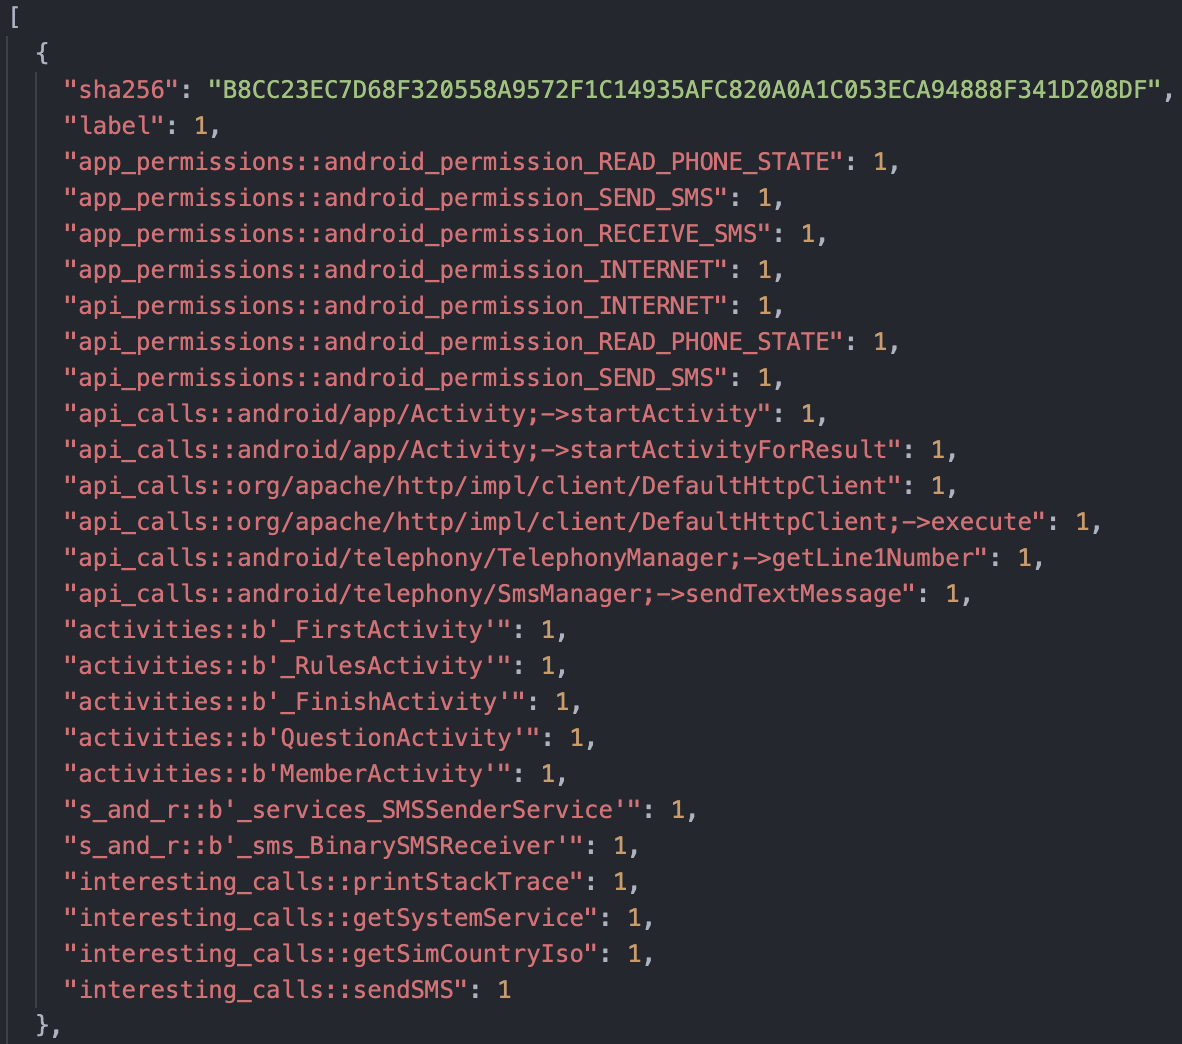 [
{
"sha256": "B8CC23EC7D68F320558A9572F1C14935AFC820A0A1C053ECA94888F341D208DF",
"label": 1,
"app_permissions::android_permission_READ_PHONE_STATE": 1,
"app_permissions::android_permission_SEND_SMS": 1,
"app_permissions::android_permission_RECEIVE_SMS": 1,
"app_permissions::android_permission_INTERNET": 1,
"api_permissions::android_permission_INTERNET": 1,
"api_permissions::android_permission_READ_PHONE_STATE": 1,
"api_permissions::android_permission_SEND_SMS": 1,
"api_calls::android/app/Activity;->startActivity": 1,
"api_calls::android/app/Activity;->startActivityForResult": 1,
"api_calls::org/apache/http/impl/client/DefaultHttpClient": 1,
"api_calls::org/apache/http/impl/client/DefaultHttpClient;->execute": 1,
"api_calls::android/telephony/TelephonyManager;->getLine1Number": 1,
"api_calls::android/telephony/SmsManager;->sendTextMessage": 1,
"activities::b'_FirstActivity'": 1,
"activities::b'_RulesActivity'": 1,
"activities::b'_FinishActivity'": 1,
"activities::b'QuestionActivity'": 1,
"activities::b'MemberActivity'": 1,
"s_and_r::b'_services_SMSSenderService'": 1,
"s_and_r::b'_sms_BinarySMSReceiver'": 1,
"interesting_calls::printStackTrace": 1,
"interesting_calls::getSystemService": 1,
"interesting_calls::getSimCountryIso": 1,
"interesting_calls::sendSMS": 1
},